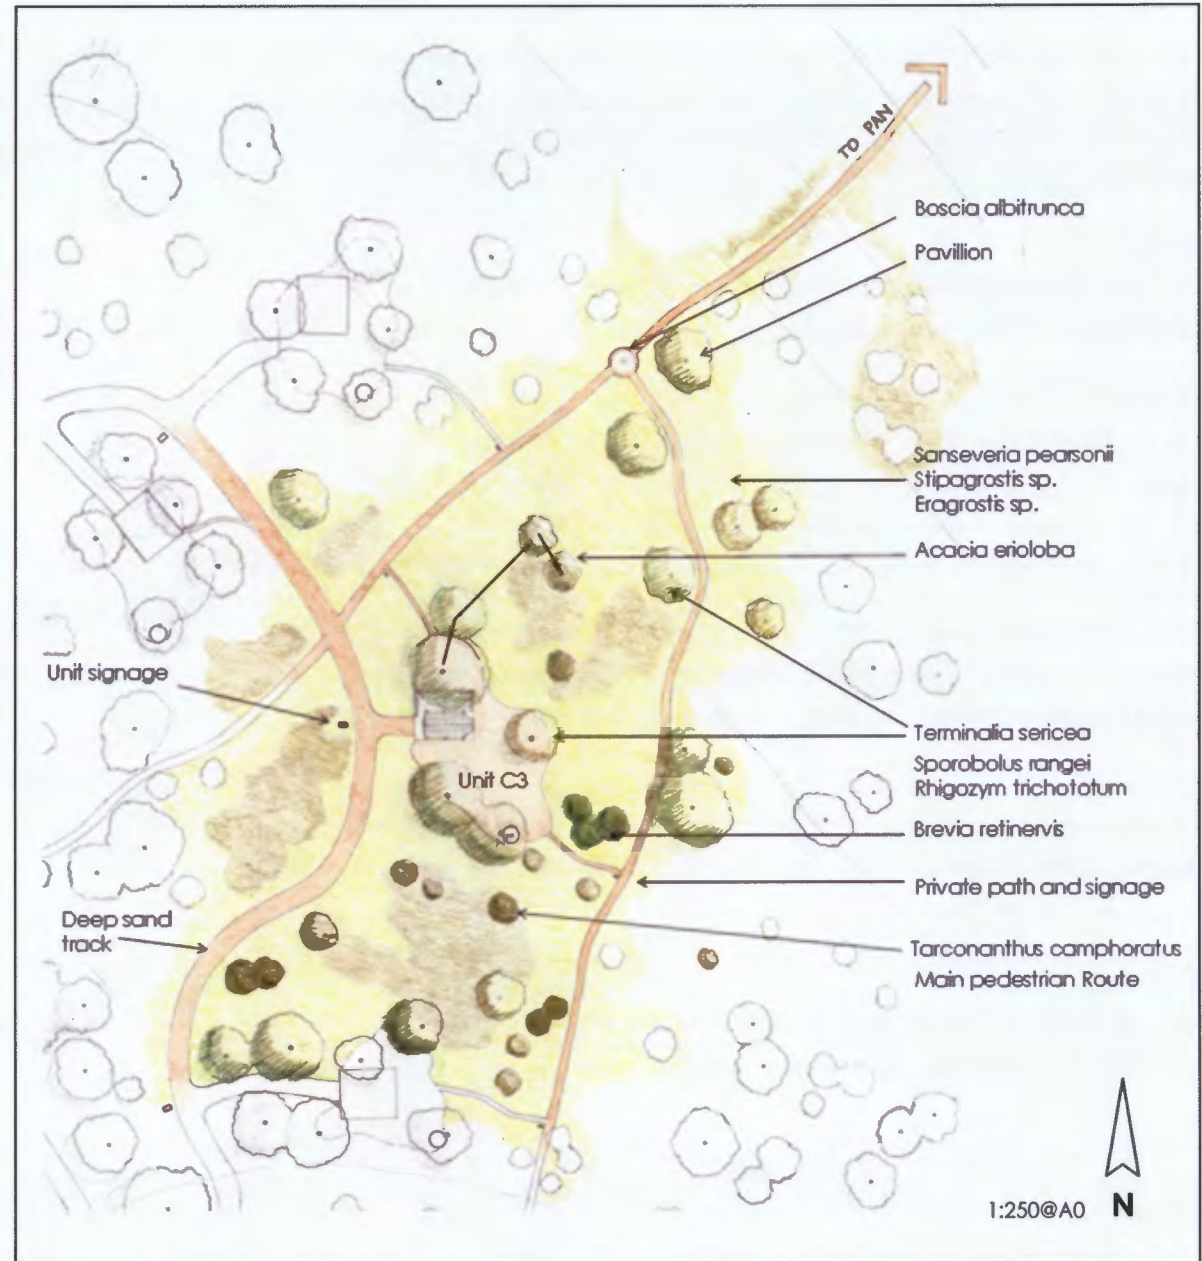 TO PAN
Boscia albitrunca
Pavillion
Sanseveria pearsonii
Stipagrostis sp.
Eragrostis sp.
Acacia erioloba
Unit signage
Terminalia sericea
Sporobolus rangei
Rhigozym trichototum
Unit C3
Brevia retinervis
Private path and signage
Deep sand
track
Tarconanthus camphoratus
Main pedestrian Route
1:250@A0
N